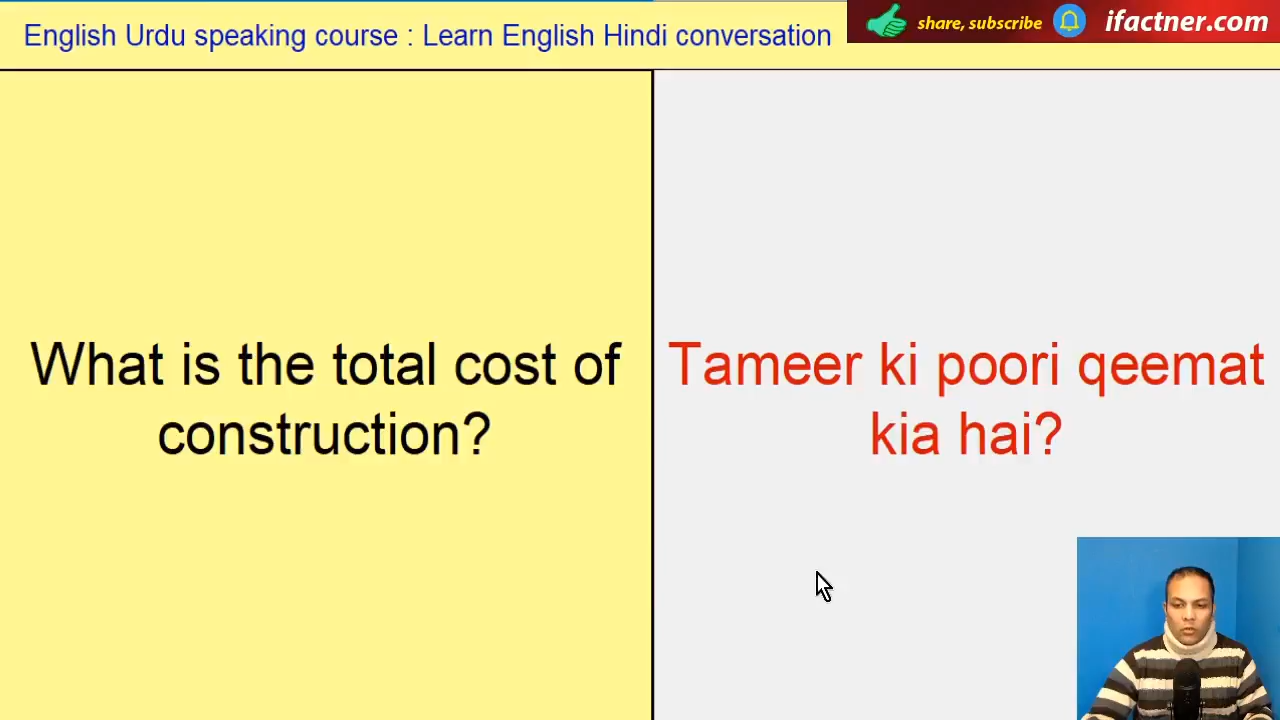 English Urdu speaking course : Learn English Hindi conversation
share, subscribe
ifactner.com
What is the total cost of
construction?
Tameer ki poori qeemat
kia hai?